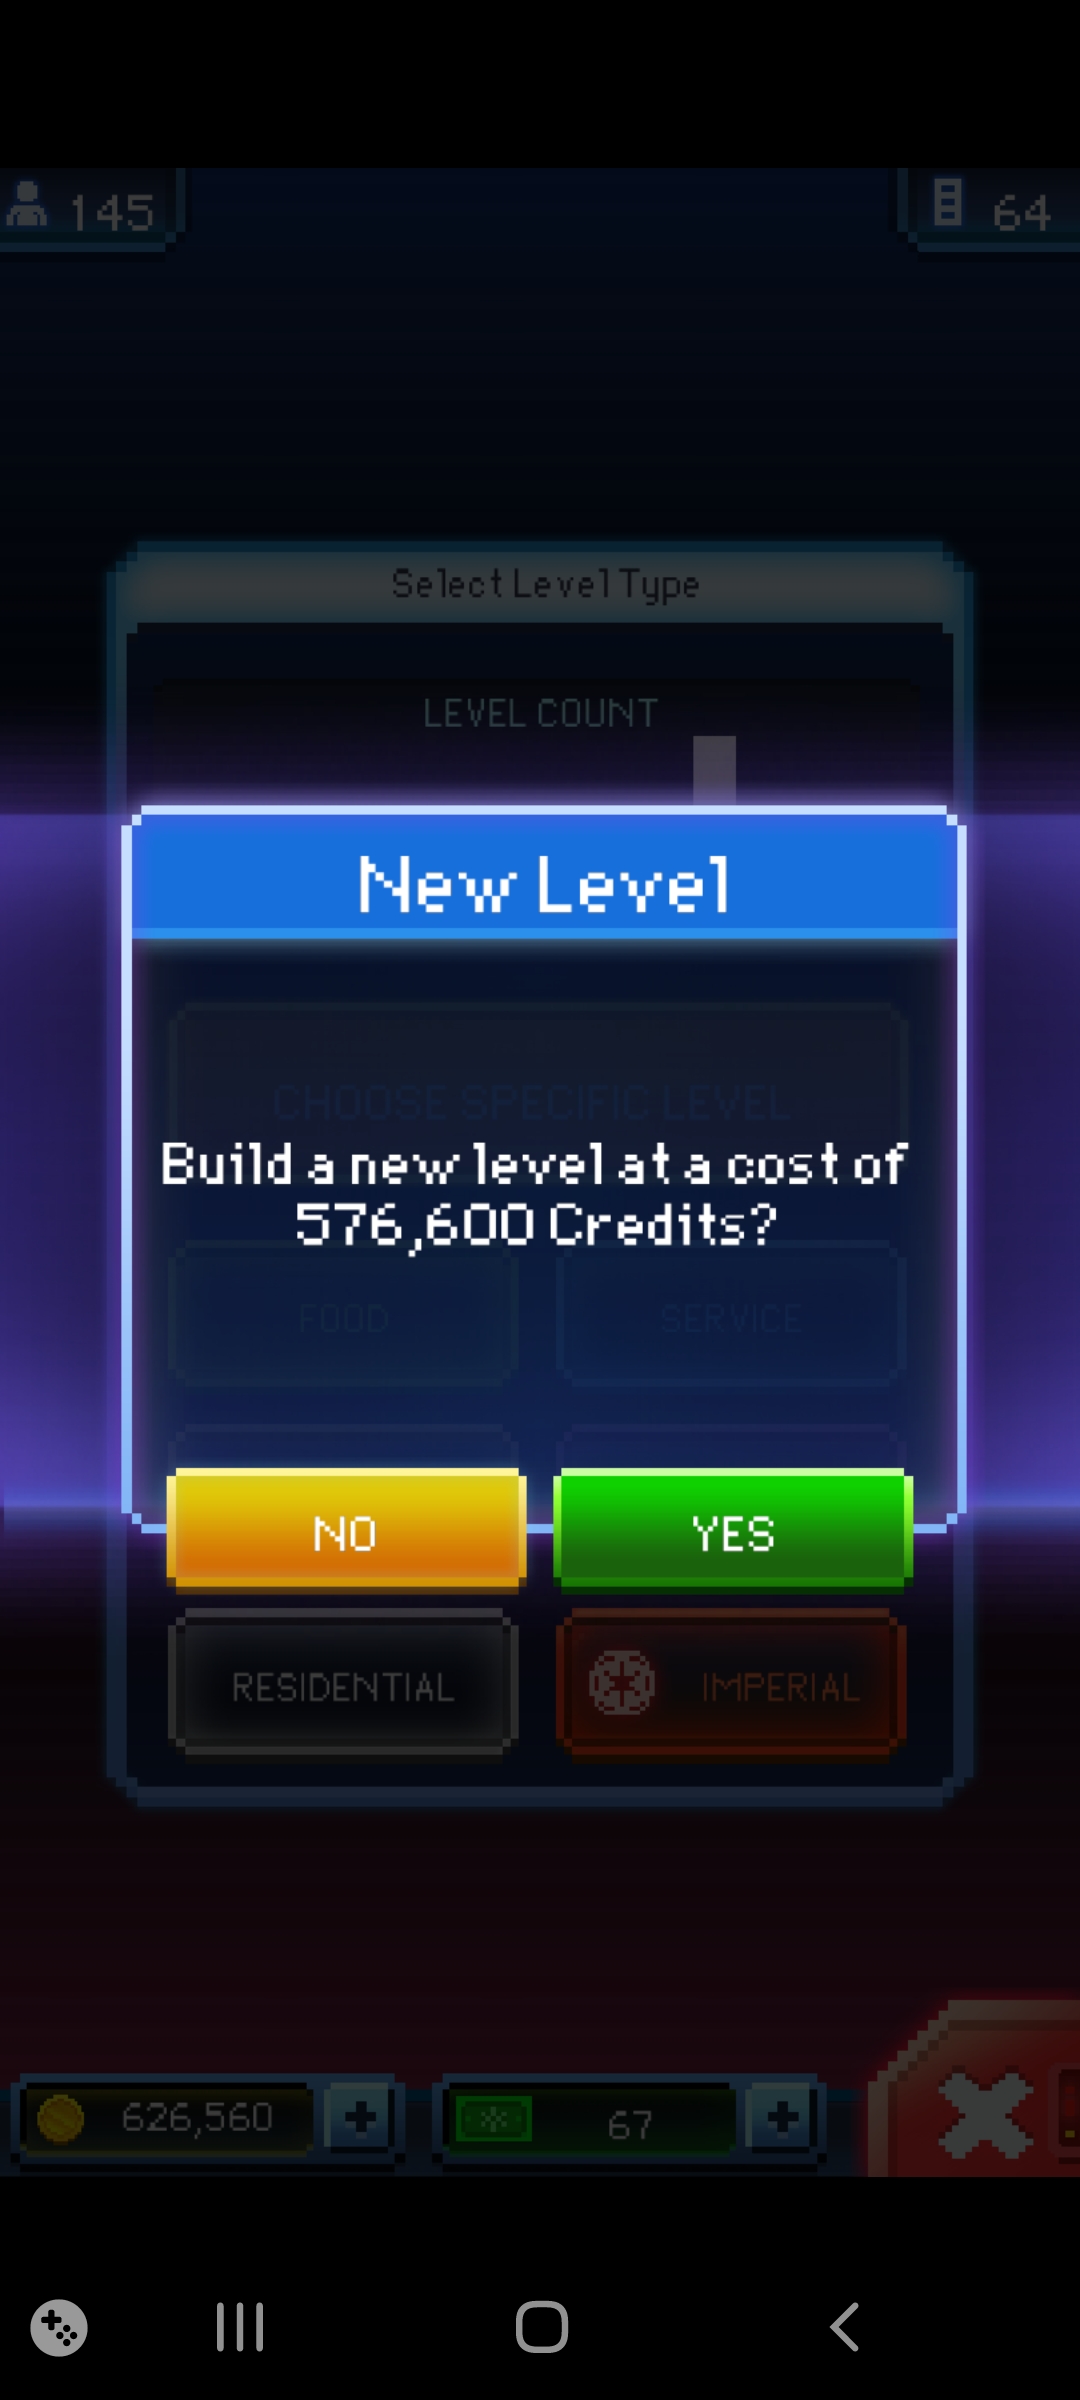 145
64
Select Level Type
LEVEL COUNT
New Level
CHOOSE SPECIFIC LEVEL
Build a new level at a cost of
576,600 Credits?
FOOD
SERVICE
NO
YES
RESIDENTIAL
IMPERIAL
626,560
67